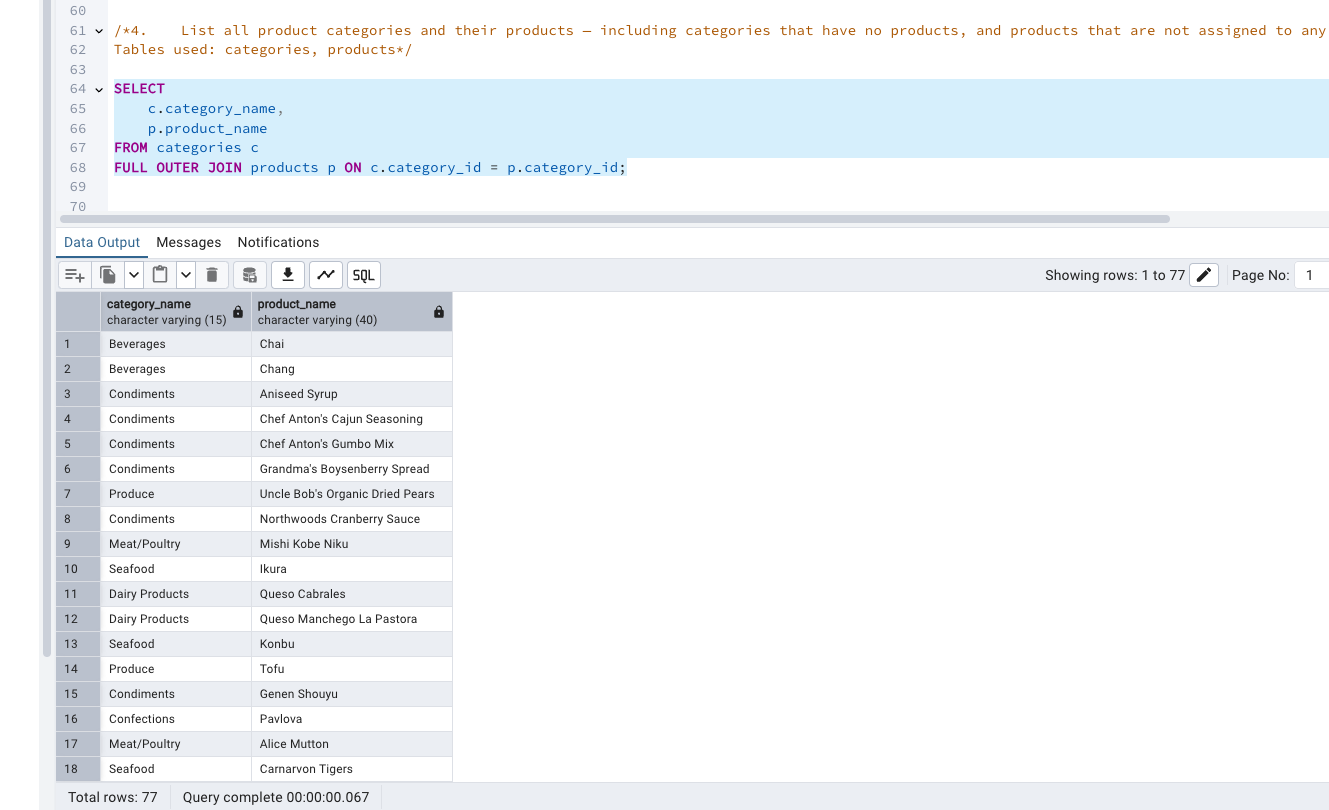 60
61 /*4. List all product categories and their products – including categories that have no products, and products that are not assigned to any
62 Tables used: categories, products*/
63
64 SELECT
65 c.category_name,
66 p.product_name
67 FROM categories c
68 FULL OUTER JOIN products p ON c.category_id = p.category_id;
69
70
Data Output Messages Notifications
SQL Showing rows: 1 to 77 Page No: 1
category_name product_name
character varying (15) character varying (40)
1 Beverages Chai
2 Beverages Chang
3 Condiments Aniseed Syrup
4 Condiments Chef Anton's Cajun Seasoning
5 Condiments Chef Anton's Gumbo Mix
6 Condiments Grandma's Boysenberry Spread
7 Produce Uncle Bob's Organic Dried Pears
8 Condiments Northwoods Cranberry Sauce
9 Meat/Poultry Mishi Kobe Niku
10 Seafood Ikura
11 Dairy Products Queso Cabrales
12 Dairy Products Queso Manchego La Pastora
13 Seafood Konbu
14 Produce Tofu
15 Condiments Genen Shouyu
16 Confections Pavlova
17 Meat/Poultry Alice Mutton
18 Seafood Carnarvon Tigers
Total rows: 77 Query complete 00:00:00.067